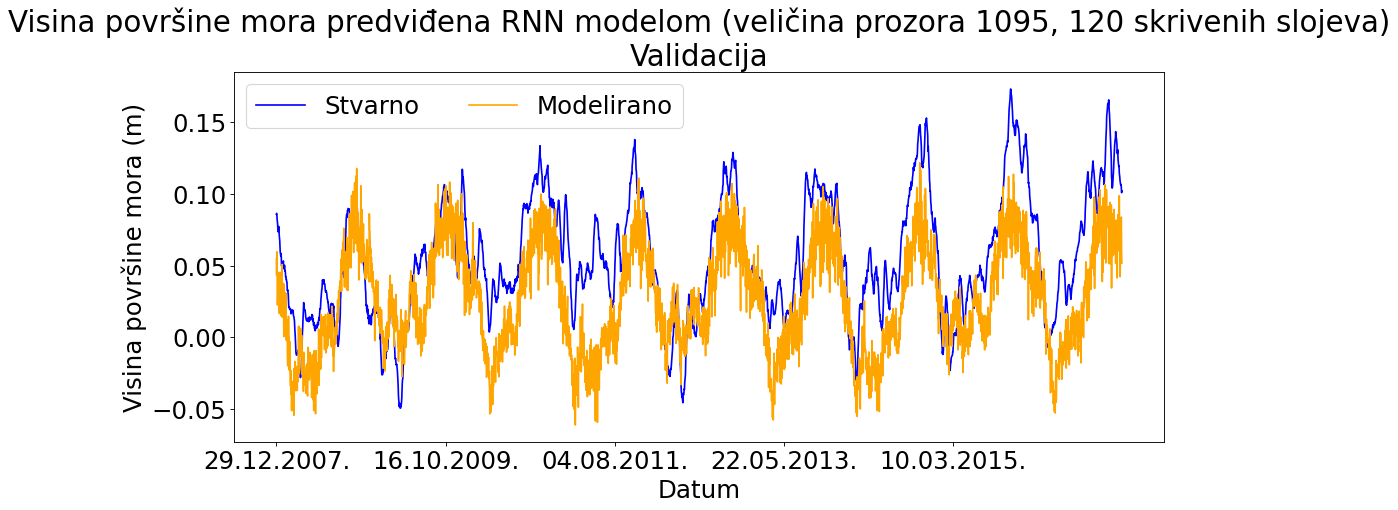 Visina površine mora predviđena RNN modelom (veličina prozora 1095, 120 skrivenih slojeva)
Validacija
Stvarno Modelirano
Visina površine mora (m)
0.15
0.10
0.05
0.00
−0.05
29.12.2007. 16.10.2009. 04.08.2011. 22.05.2013. 10.03.2015.
Datum